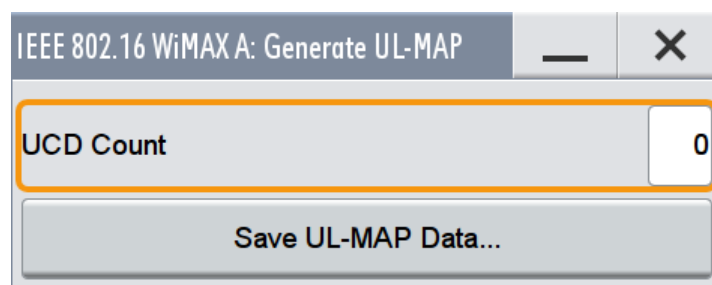 IEEE 802.16 WiMAX A: Generate UL-MAP
UCD Count 0
Save UL-MAP Data...